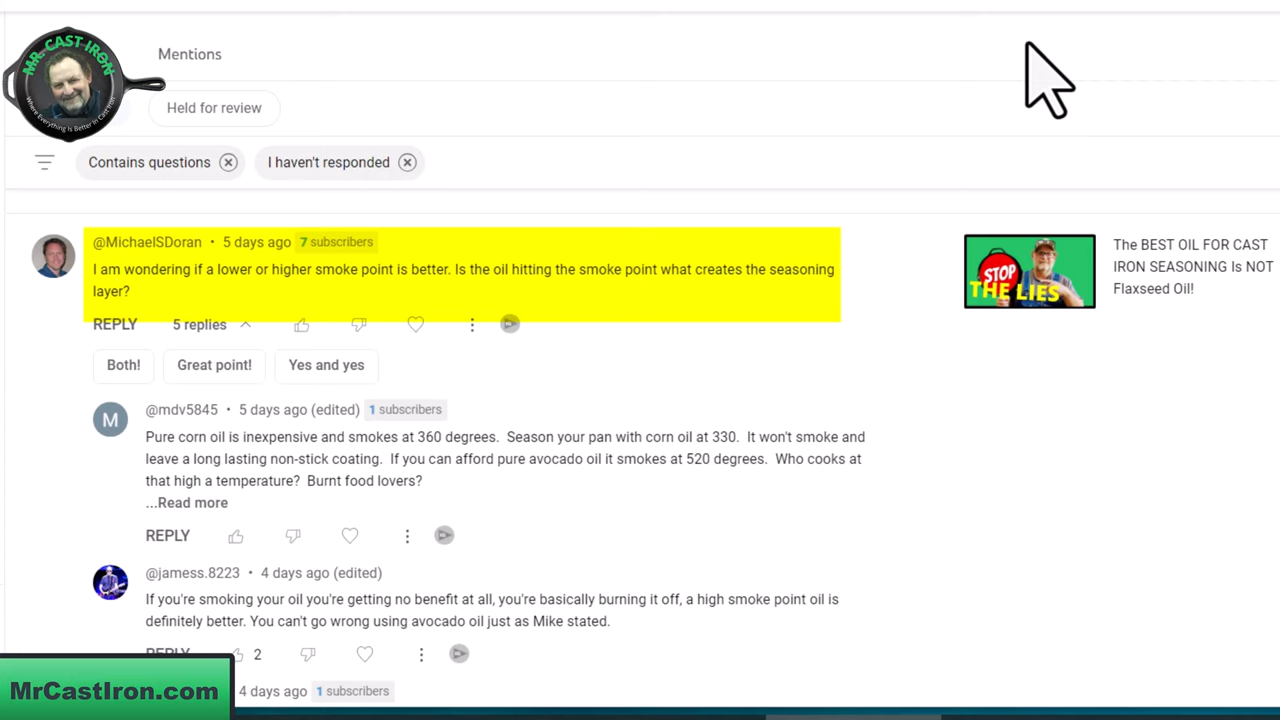 MR. CAST IRON
Where Everything Is Better In Cast Iron
Mentions
Held for review
Contains questions
I haven't responded
@MichaelSDoran • 5 days ago 7 subscribers
I am wondering if a lower or higher smoke point is better. Is the oil hitting the smoke point what creates the seasoning
layer?
REPLY 5 replies
Both! Great point! Yes and yes
The BEST OIL FOR CAST
IRON SEASONING Is NOT
Flaxseed Oil!
STOP
THE LIES
M
@mdv5845 • 5 days ago (edited) 1 subscribers
Pure corn oil is inexpensive and smokes at 360 degrees. Season your pan with corn oil at 330. It won't smoke and
leave a long lasting non-stick coating. If you can afford pure avocado oil it smokes at 520 degrees. Who cooks at
that high a temperature? Burnt food lovers?
...Read more
REPLY
@jamess.8223 • 4 days ago (edited)
If you're smoking your oil you're getting no benefit at all, you're basically burning it off, a high smoke point oil is
definitely better. You can't go wrong using avocado oil just as Mike stated.
REPLY 2
4 days ago 1 subscribers
MrCastIron.com